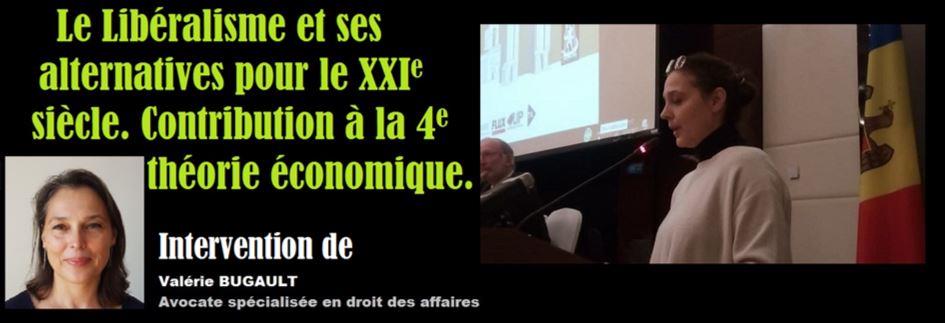 Le Libéralisme et ses
alternatives pour le XXIe
siècle. Contribution à la 4e
théorie économique.
Intervention de
Valérie BUGAULT
Avocate spécialisée en droit des affaires
FLUX